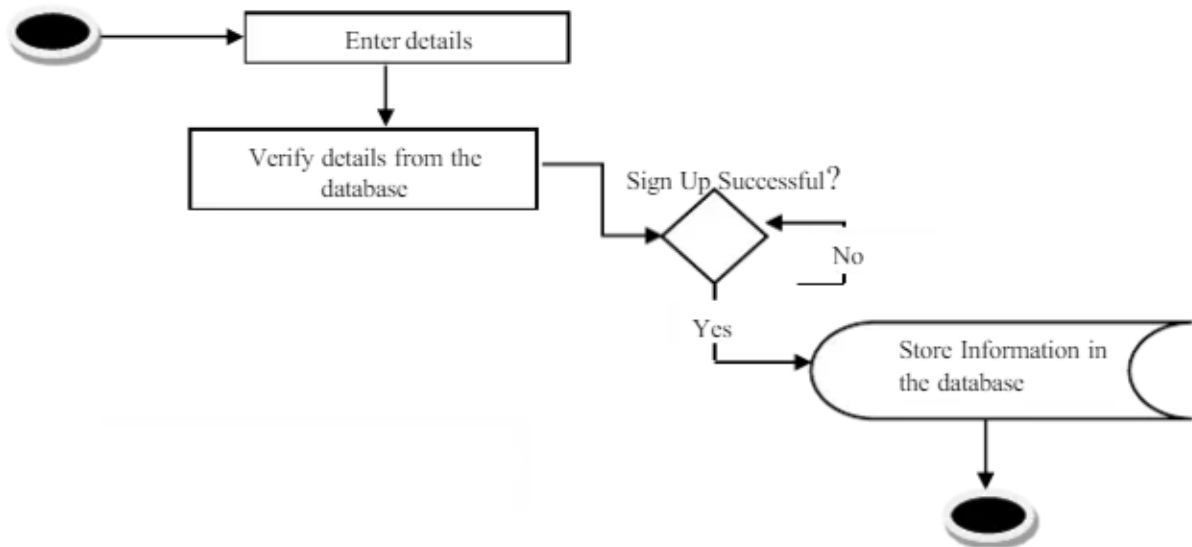 Enter details
Verify details from the
database
Sign Up Successful?
No
Yes
Store Information in
the database